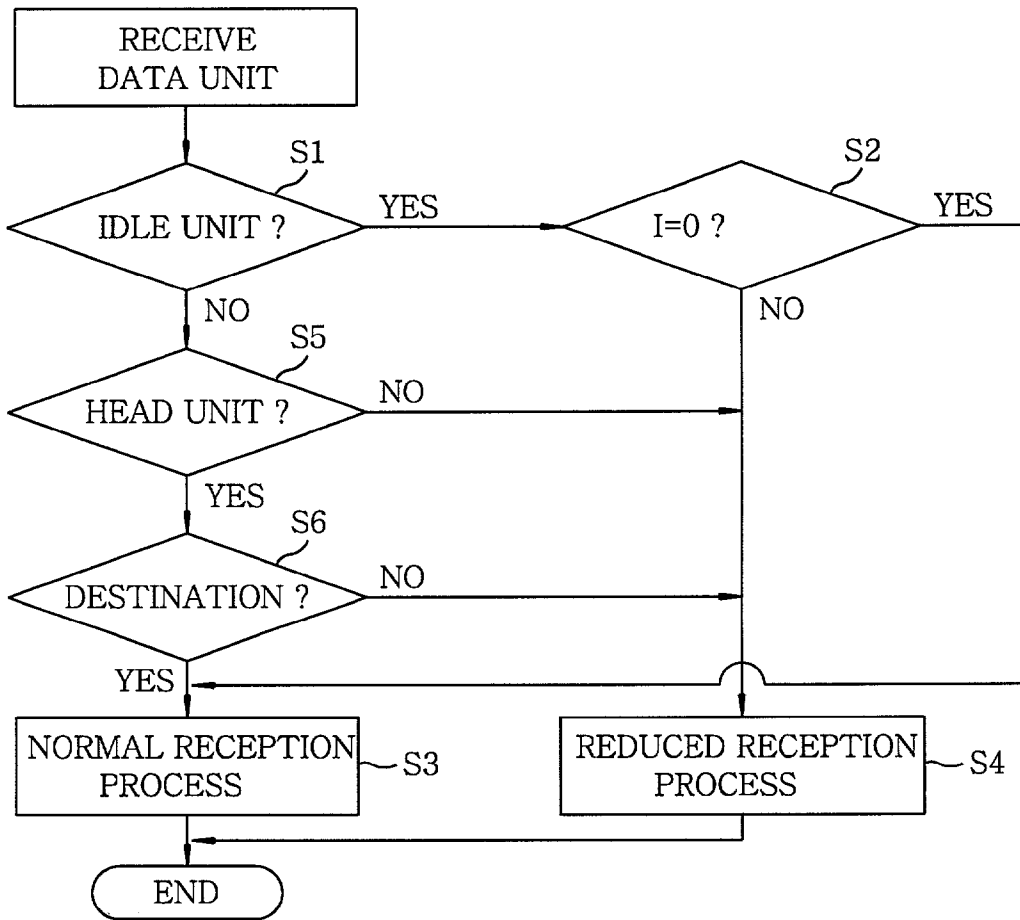 RECEIVE
DATA UNIT
S1
S2
IDLE UNIT ?
YES
I=0 ?
YES
NO
NO
S5
HEAD UNIT ?
NO
YES
S6
DESTINATION ?
NO
YES
NORMAL RECEPTION
PROCESS
S3
REDUCED RECEPTION
PROCESS
S4
END